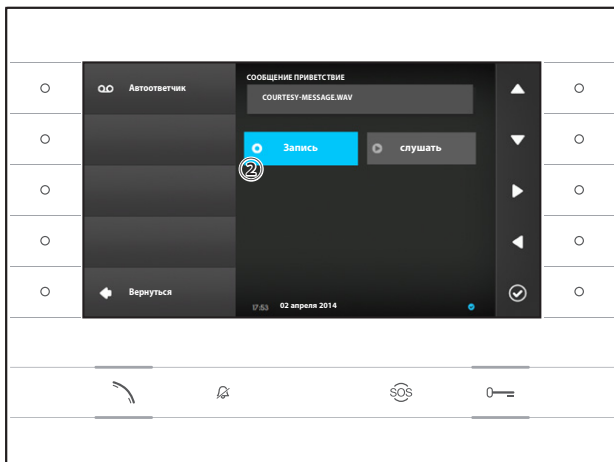 Автоответчик
СООБЩЕНИЕ ПРИВЕТСТВИЕ
COURTESY-MESSAGE.WAV
Запись
слушать
②
Вернуться
17:53 02 апреля 2014
SOS